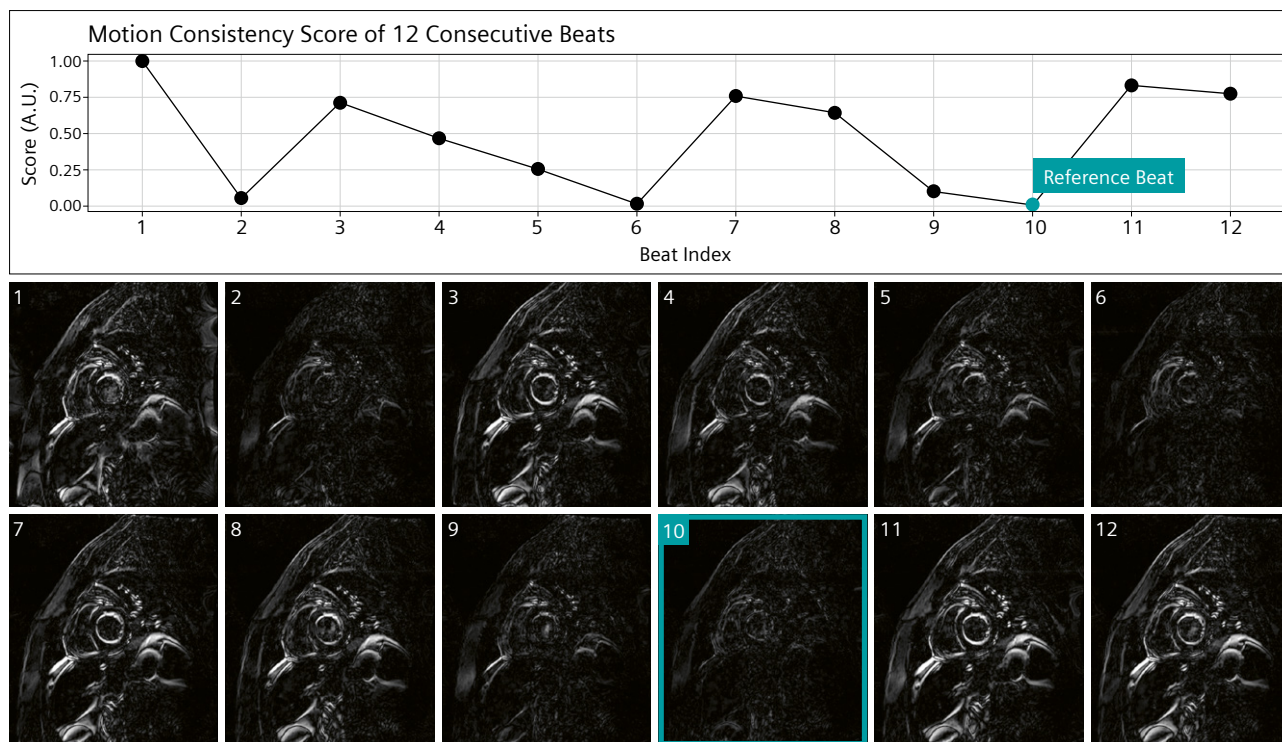 Motion Consistency Score of 12 Consecutive Beats
Score (A.U.)
1.00
0.75
0.50
0.25
0.00
Reference Beat
1 2 3 4 5 6 7 8 9 10 11 12
Beat Index
1 2 3 4 5 6
7 8 9 10 11 12